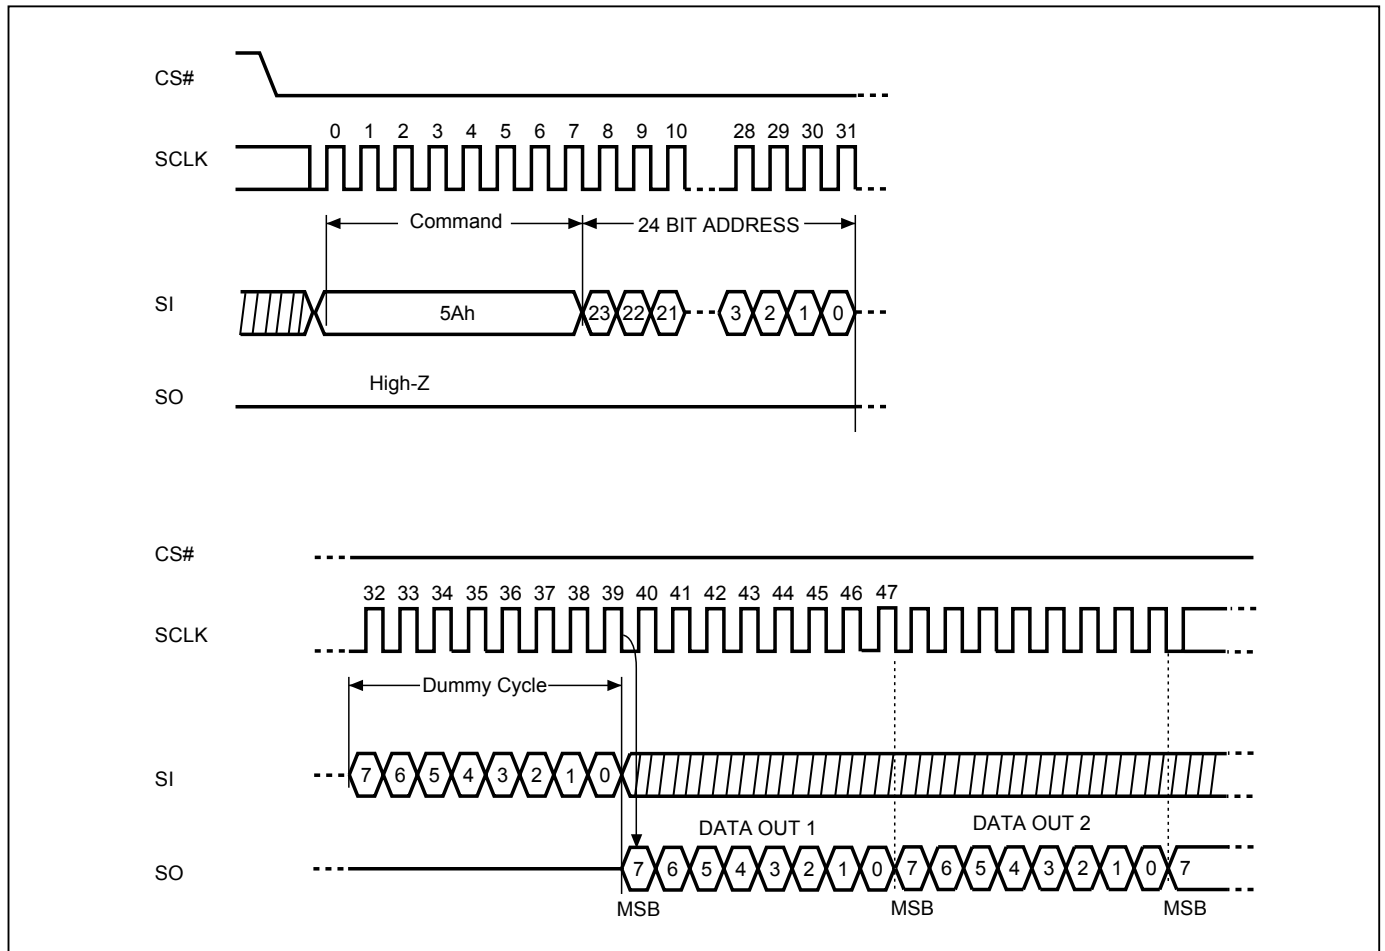 CS#
0 1 2 3 4 5 6 7 8 9 10 28 29 30 31
SCLK
Command 24 BIT ADDRESS
SI 5Ah 23 22 21 3 2 1 0
High-Z
SO
CS#
32 33 34 35 36 37 38 39 40 41 42 43 44 45 46 47
SCLK
Dummy Cycle
SI 7 6 5 4 3 2 1 0
DATA OUT 1 DATA OUT 2
SO 7 6 5 4 3 2 1 0 7 6 5 4 3 2 1 0 7
MSB MSB MSB